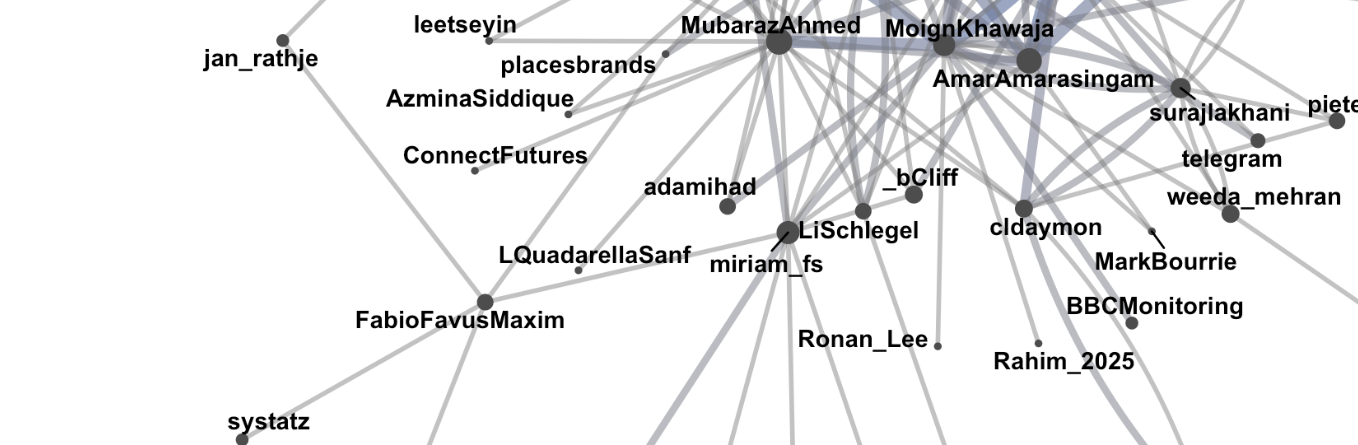 leetseyin
MubarazAhmed
MoignKhawaja
jan_rathje
placesbrands
AmarAmarasingam
AzminaSiddique
surajlakhani
piete
ConnectFutures
telegram
adamihad
_bCliff
weeda_mehran
LiSchlegel
cldaymon
LQuadarellaSanf
miriam_fs
MarkBourrie
FabioFavusMaxim
BBCMonitoring
Ronan_Lee
Rahim_2025
systatz